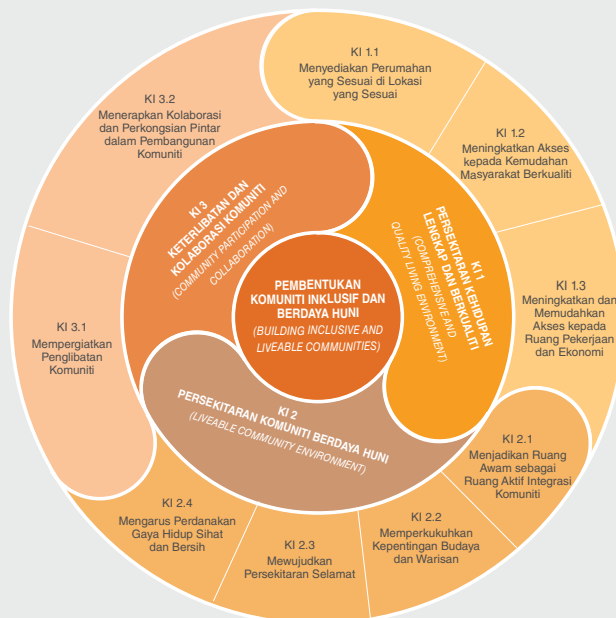 PEMBENTUKAN
KOMUNITI INKLUSIF DAN
BERDAYA HUNI
(BUILDING INCLUSIVE AND
LIVEABLE COMMUNITIES)
KI 1
PERSEKITARAN KEHIDUPAN
LENGKAP DAN BERKUALITI
(COMPREHENSIVE AND
QUALITY LIVING ENVIRONMENT)
KI 1.1
Menyediakan Perumahan
yang Sesuai di Lokasi
yang Sesuai
KI 1.2
Meningkatkan Akses
kepada Kemudahan
Masyarakat Berkualiti
KI 1.3
Meningkatkan dan
Memudahkan
Akses kepada
Ruang Pekerjaan
dan Ekonomi
KI 2
PERSEKITARAN KOMUNITI BERDAYA HUNI
(LIVEABLE COMMUNITY ENVIRONMENT)
KI 2.1
Menjadikan Ruang
Awam sebagai
Ruang Aktif Integrasi
Komuniti
KI 2.2
Memperkukuhkan
Kepentingan Budaya
dan Warisan
KI 2.3
Mewujudkan
Persekitaran Selamat
KI 2.4
Mengarus Perdanakan
Gaya Hidup Sihat
dan Bersih
KI 3
KETERLIBATAN DAN
KOLABORASI KOMUNITI
(COMMUNITY PARTICIPATION AND
COLLABORATION)
KI 3.1
Mempergiatkan
Penglibatan
Komuniti
KI 3.2
Menerapkan Kolaborasi
dan Perkongsian Pintar
dalam Pembangunan
Komuniti